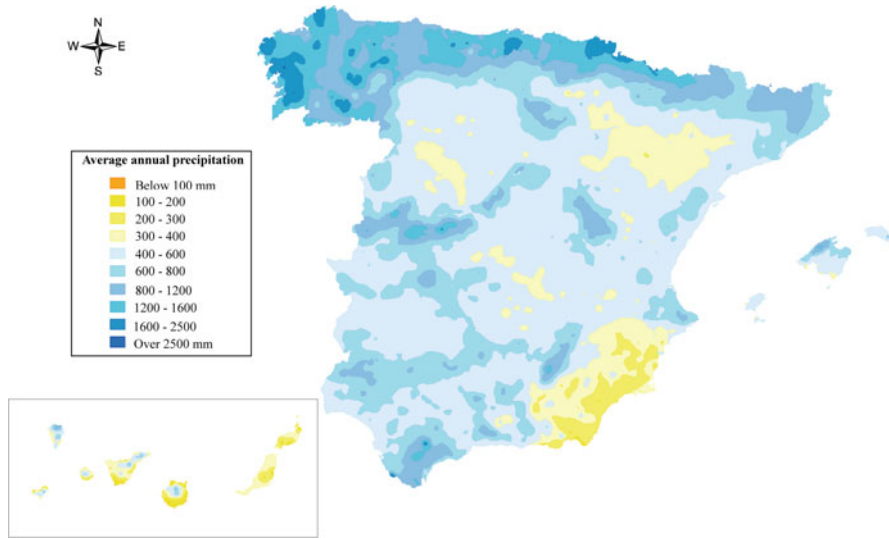 N
W E
S
Average annual precipitation
Below 100 mm
100 - 200
200 - 300
300 - 400
400 - 600
600 - 800
800 - 1200
1200 - 1600
1600 - 2500
Over 2500 mm